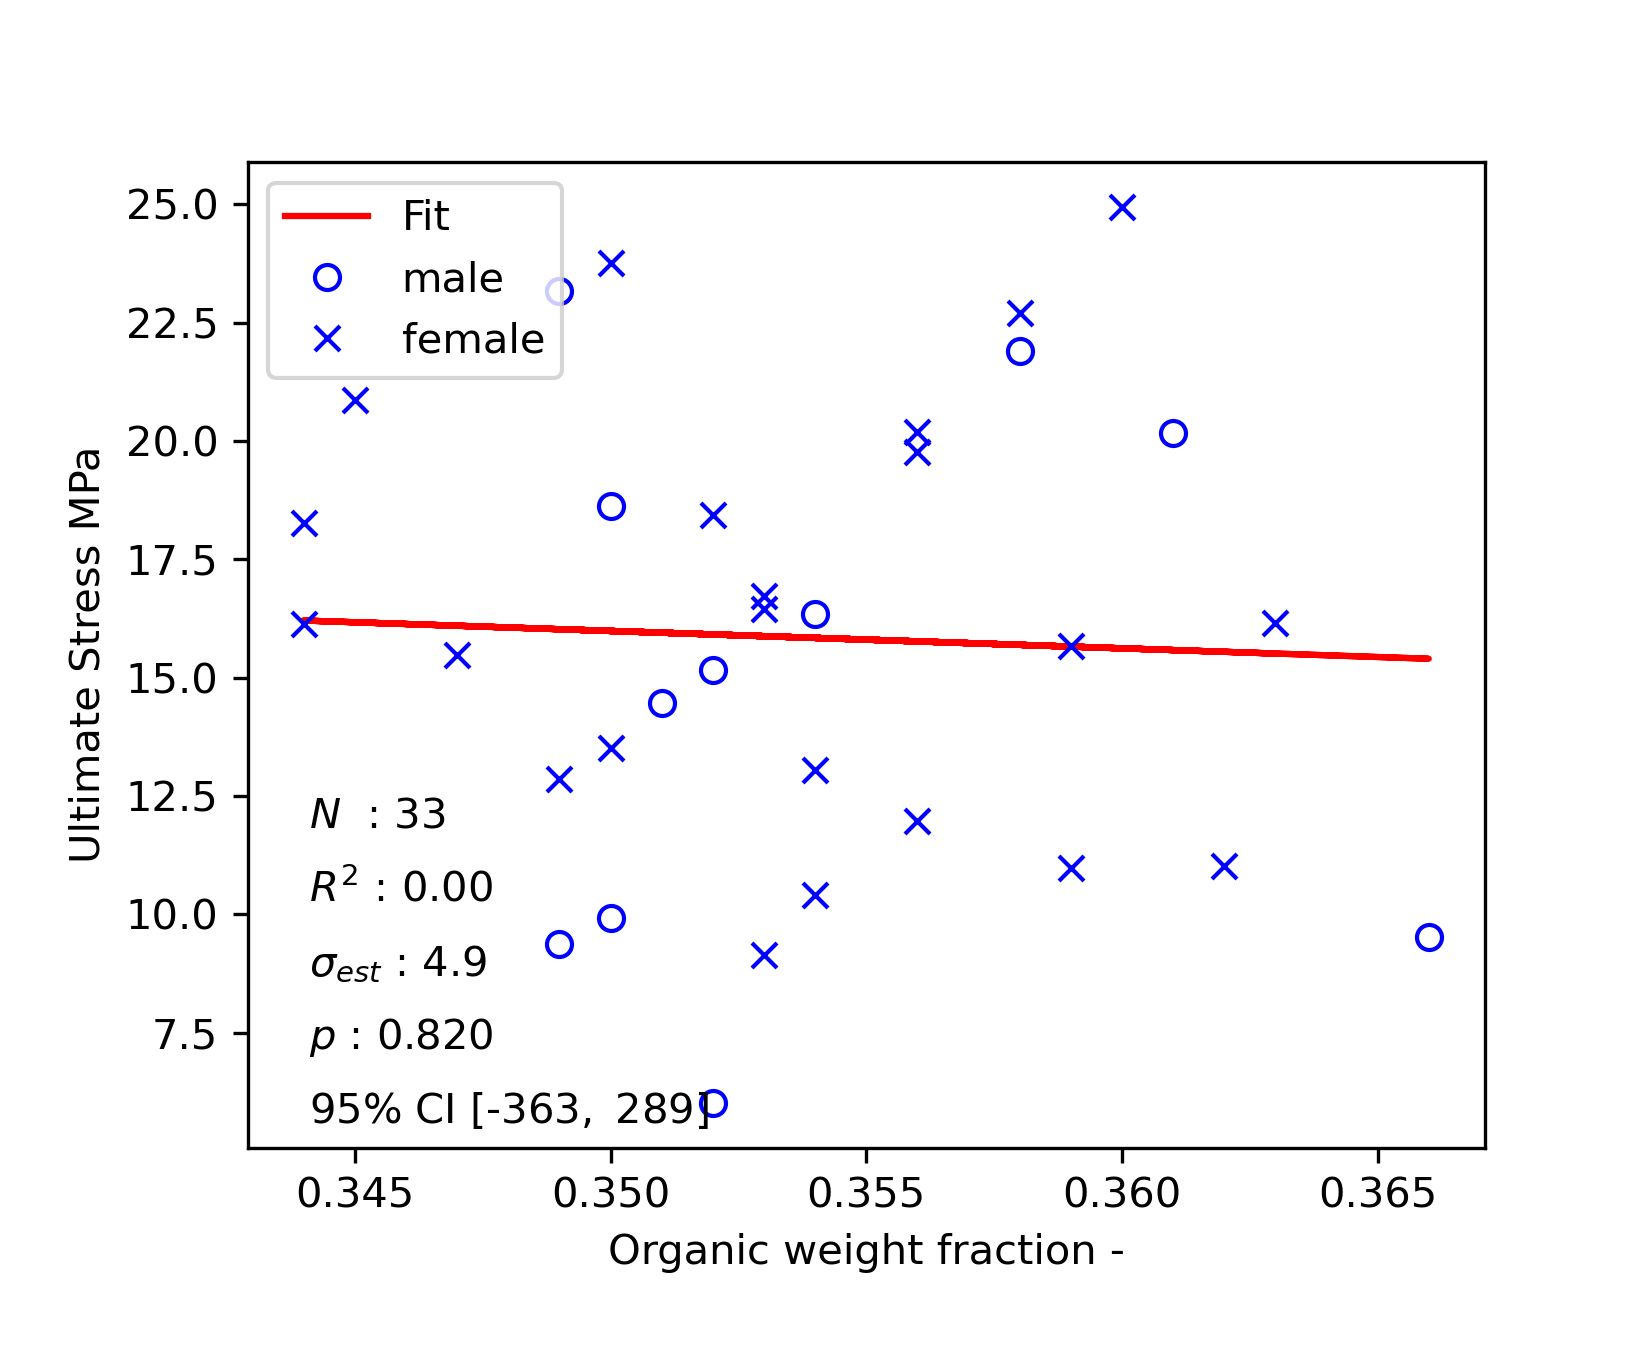 25.0
22.5
20.0
17.5
15.0
12.5
10.0
7.5
Ultimate Stress MPa
Fit
male
female
N : 33
R² : 0.00
σest : 4.9
p : 0.820
95% CI [-363, 289]
0.345 0.350 0.355 0.360 0.365
Organic weight fraction -